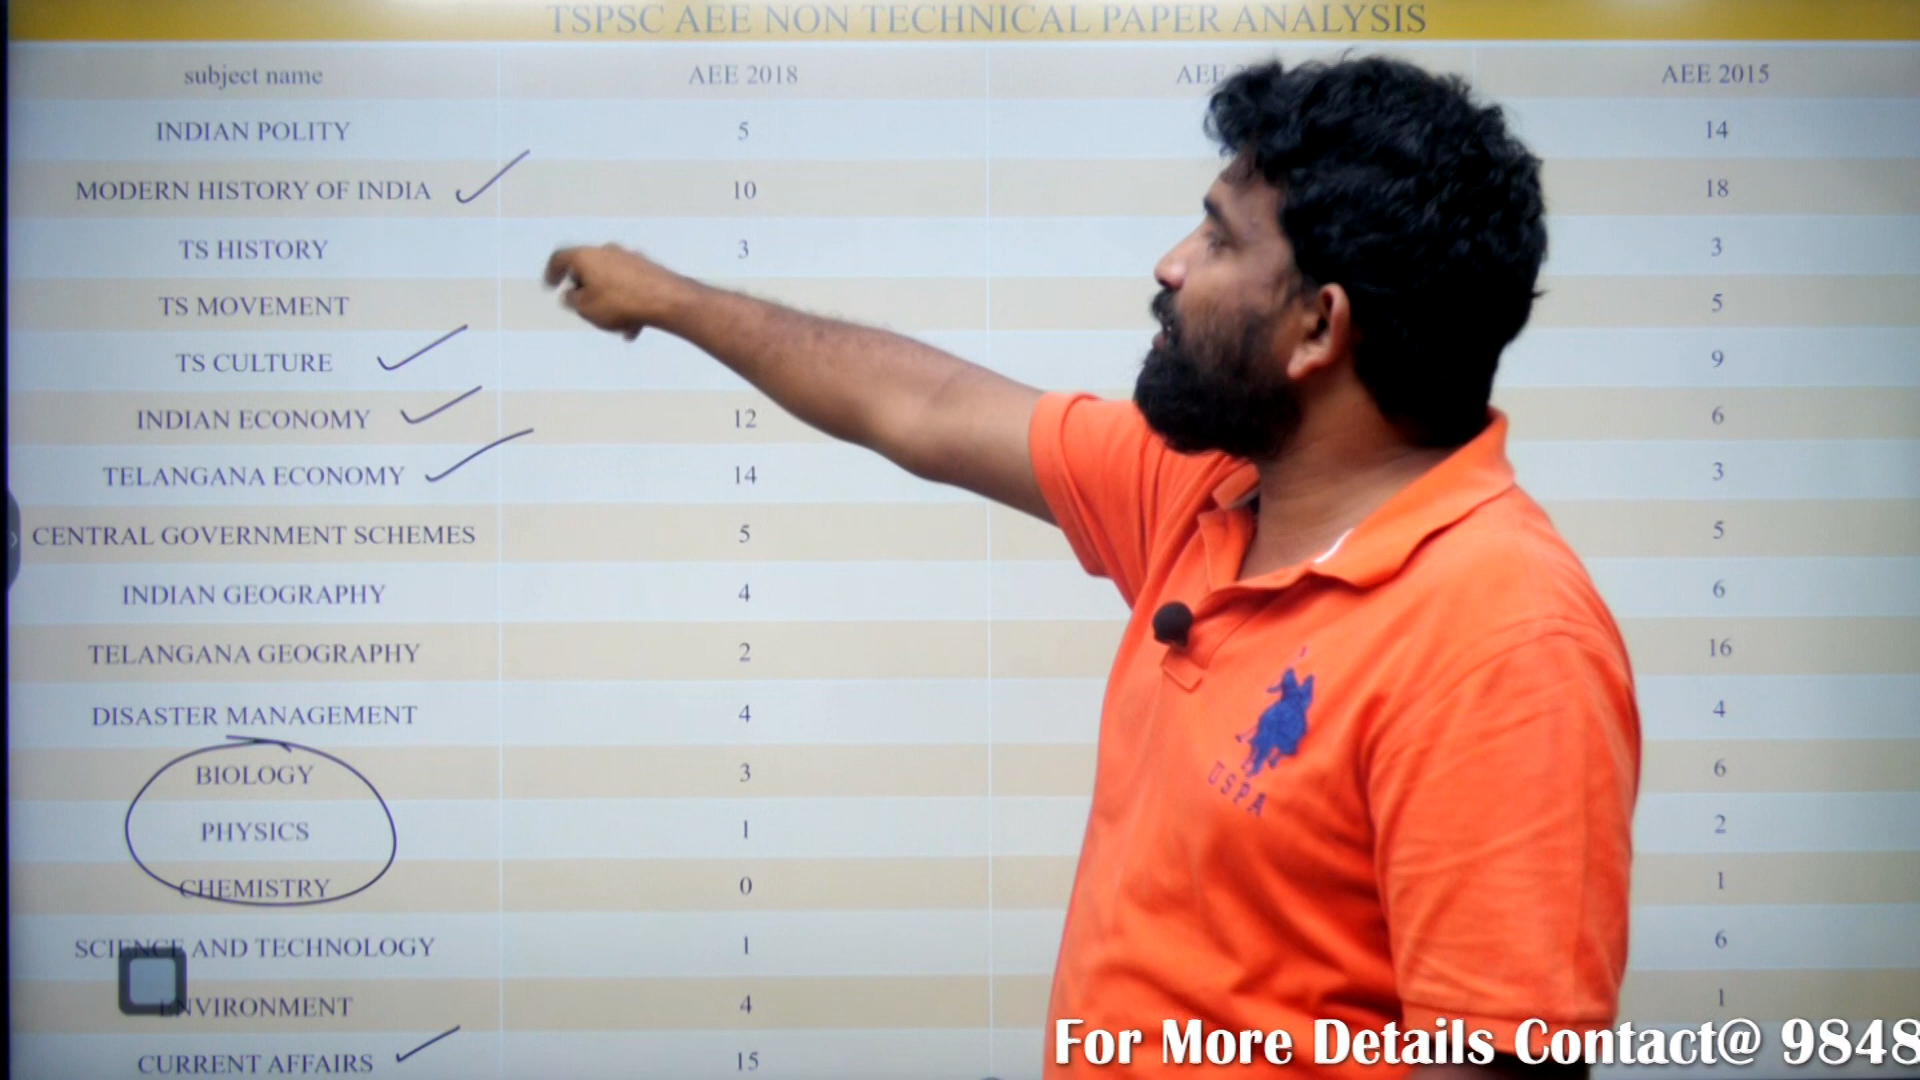 TSPSC AEE NON TECHNICAL PAPER ANALYSIS
subject name AEE 2018 AEE AEE 2015
INDIAN POLITY 5 14
MODERN HISTORY OF INDIA 10 18
TS HISTORY 3 3
TS MOVEMENT 5
TS CULTURE 9
INDIAN ECONOMY 12 6
TELANGANA ECONOMY 14 3
CENTRAL GOVERNMENT SCHEMES 5 5
INDIAN GEOGRAPHY 4 6
TELANGANA GEOGRAPHY 2 16
DISASTER MANAGEMENT 4 4
BIOLOGY 3 6
PHYSICS 1 2
CHEMISTRY 0 1
SCIENCE AND TECHNOLOGY 1 6
ENVIRONMENT 4 1
CURRENT AFFAIRS 15
USPA
For More Details Contact@ 9848